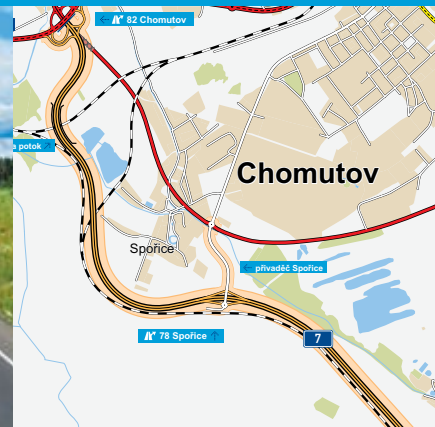 ← 82 Chomutov
a potok
Chomutov
Spořice
← přivaděč Spořice
78 Spořice ↑
7